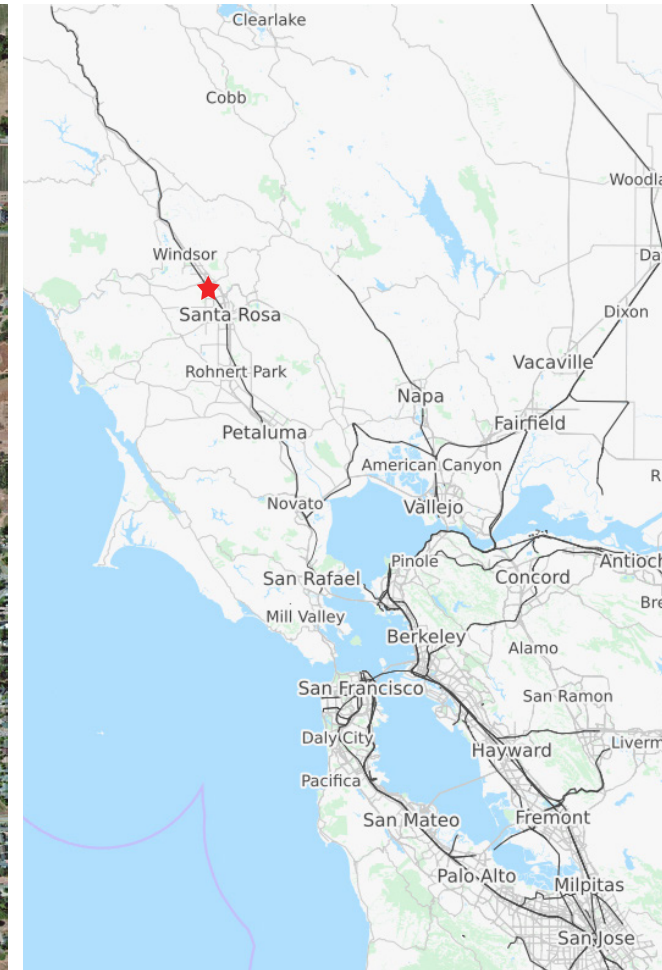 Clearlake
Cobb
Woodla
Windsor
Da
Santa Rosa
Dixon
Rohnert Park
Vacaville
Napa
Petaluma
Fairfield
American Canyon
Novato
Vallejo
R
San Rafael
Pinole
Concord
Antioch
Mill Valley
Bre
Berkeley
Alamo
San Francisco
San Ramon
Daly City
Hayward
Liverm
Pacifica
San Mateo
Fremont
Palo Alto
Milpitas
San Jose